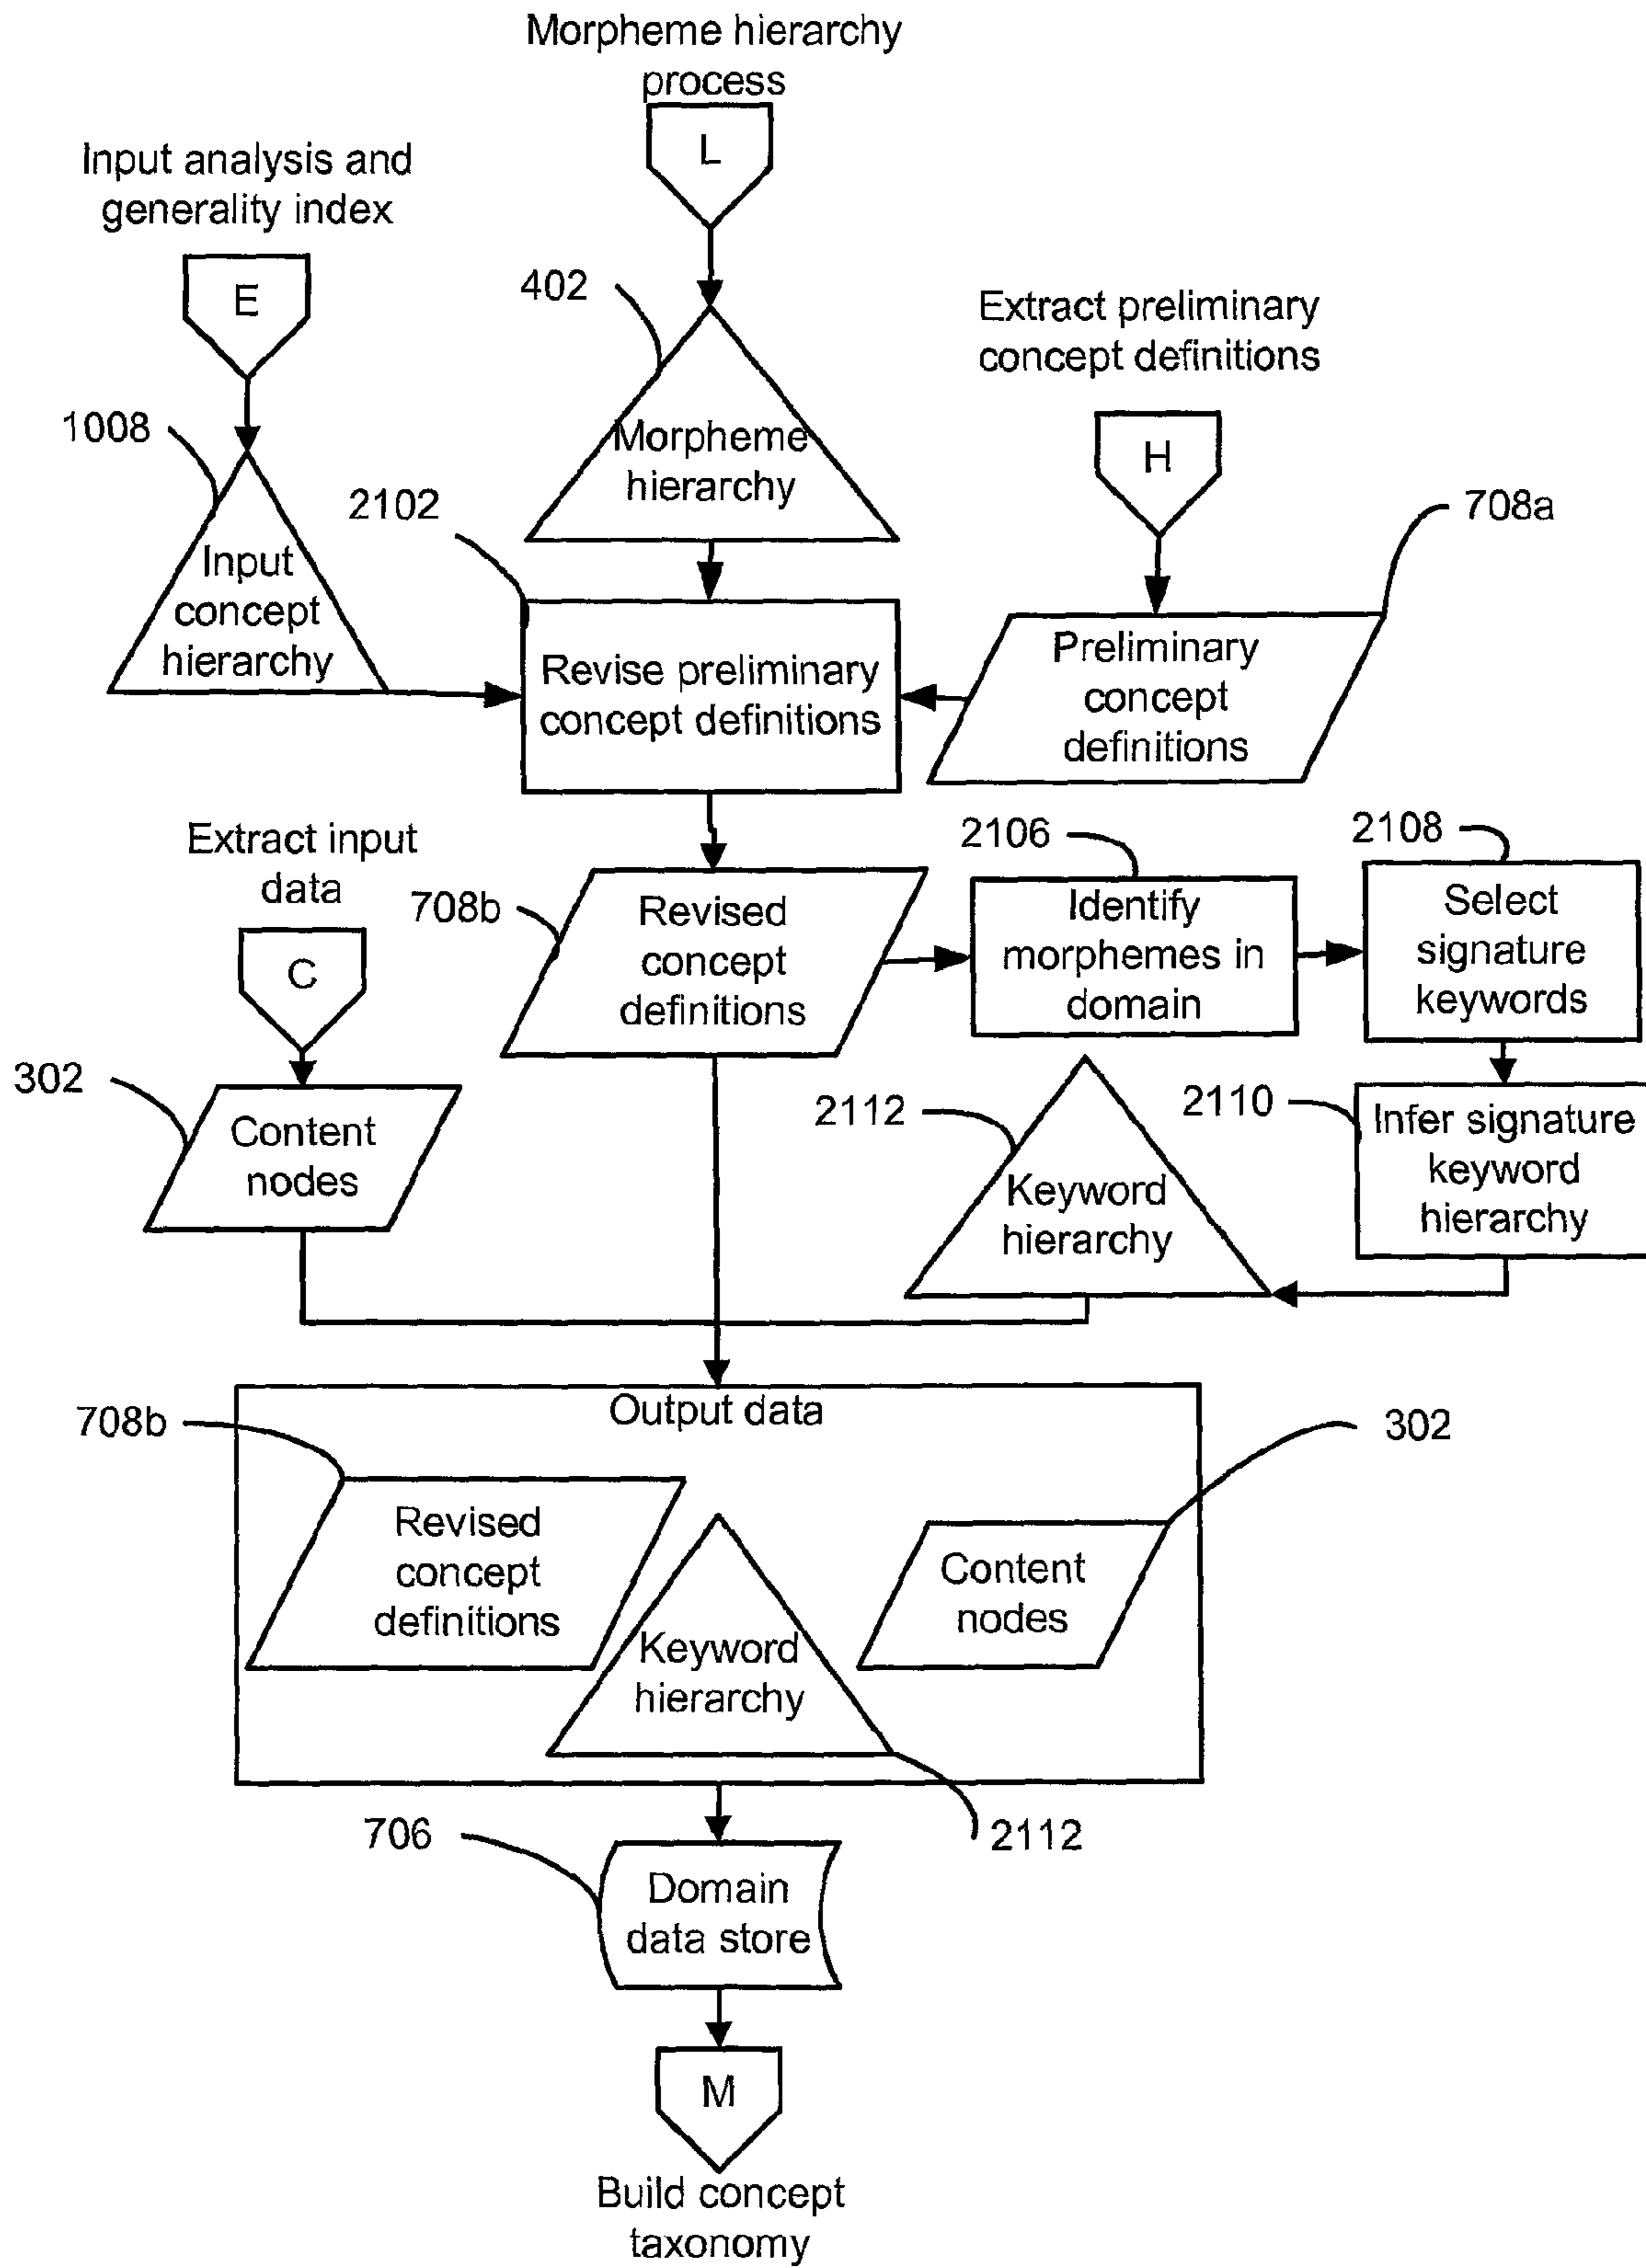 Morpheme hierarchy
process
L
Input analysis and
generality index
E
402
Extract preliminary
concept definitions
H
1008
Morpheme
hierarchy
708a
2102
Input
concept
hierarchy
Revise preliminary
concept definitions
Preliminary
concept
definitions
Extract input
data
C
708b
Revised
concept
definitions
2106
Identify
morphemes in
domain
2108
Select
signature
keywords
302
Content
nodes
2112
Keyword
hierarchy
2110
Infer signature
keyword
hierarchy
Output data
708b
302
Revised
concept
definitions
Keyword
hierarchy
Content
nodes
706
2112
Domain
data store
M
Build concept
taxonomy